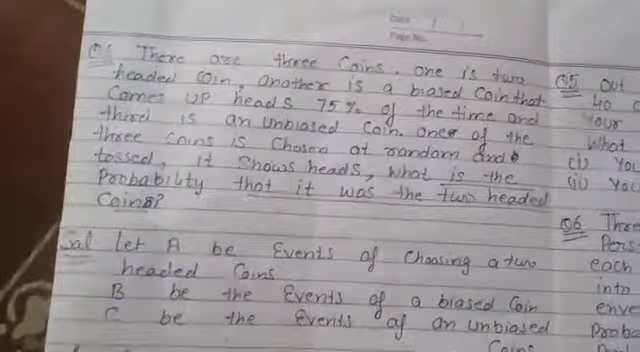 Date / /
Page No.
Q: There are three Coins. one is two
headed coin, another is a biased Coin that
Comes UP heads 75% of the time and
third is an unbiased Coin. one of the
three coins is Chosen at random and
tossed, it shows heads, what is the
Probability that it was the two headed
Coins?
Sol Let A be Events of Choosing a two
headed Coins
B be the Events of a biased Coin
C be the Events of an unbiased
Coins
Q5 Out
40
Your
What
(i) You
(ii) You
Q6 Three
Pers
each
into
enve
Proba